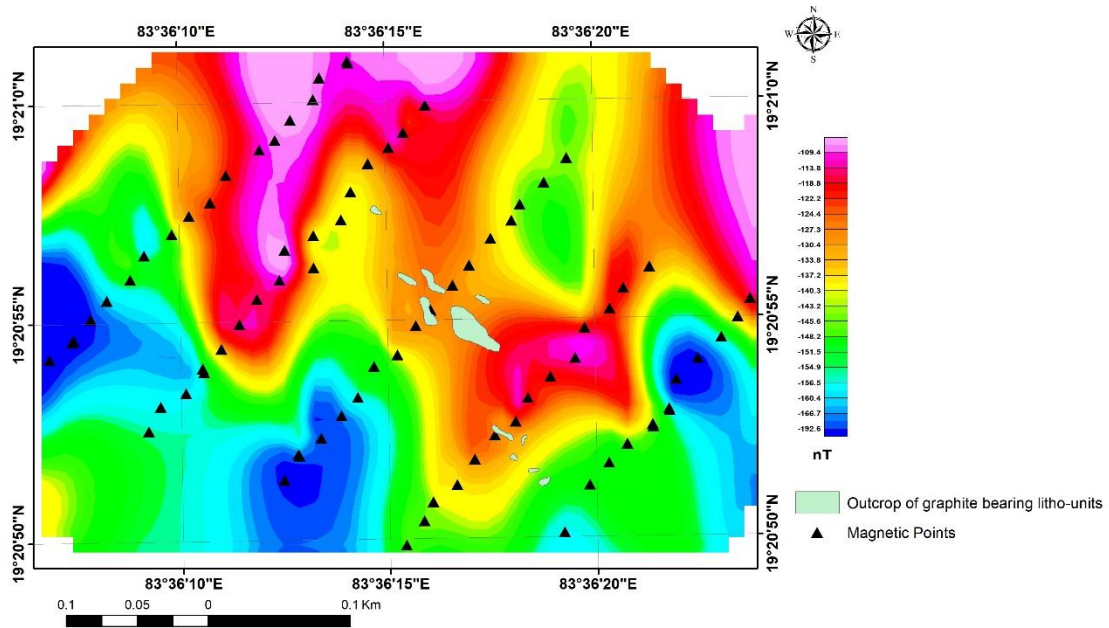 N
W E
S
83°36'10"E 83°36'15"E 83°36'20"E
19°21'0"N 19°21'0"N
19°20'55"N 19°20'55"N
19°20'50"N 19°20'50"N
83°36'10"E 83°36'15"E 83°36'20"E
-109.4
-113.8
-118.8
-122.2
-124.4
-127.3
-130.4
-133.4
-137.2
-140.3
-143.2
-145.6
-148.2
-151.5
-154.9
-156.5
-160.4
-166.7
-192.6
nT
Outcrop of graphite bearing litho-units
Magnetic Points
0.1 0.05 0 0.1 Km